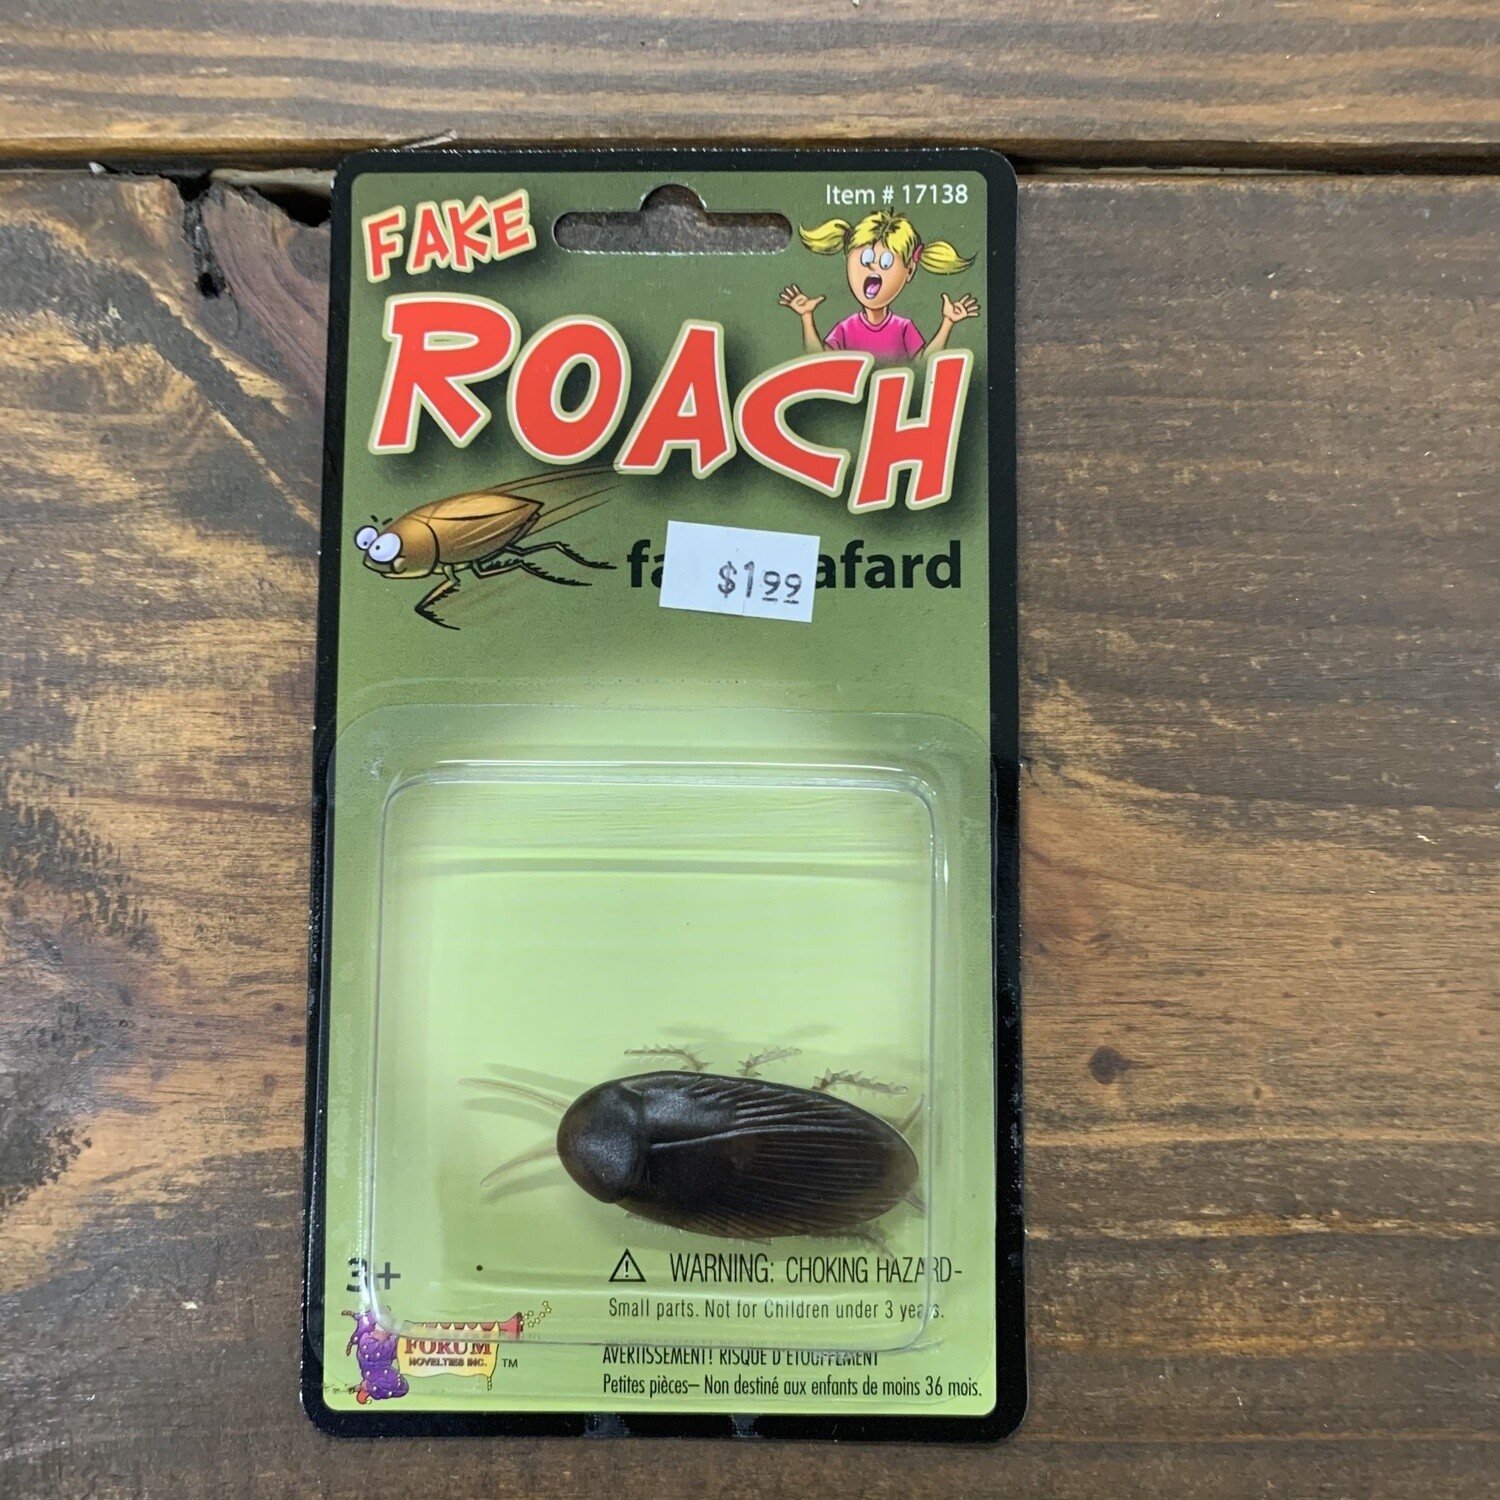 Item # 17138
FAKE
ROACH
fa afard
$1.99
3+
⚠ WARNING: CHOKING HAZARD-
Small parts. Not for Children under 3 years.
FORUM
NOVELTIES INC. TM
AVERTISSEMENT! RISQUE D'ÉTOUFFEMENT
Petites pièces– Non destiné aux enfants de moins 36 mois.